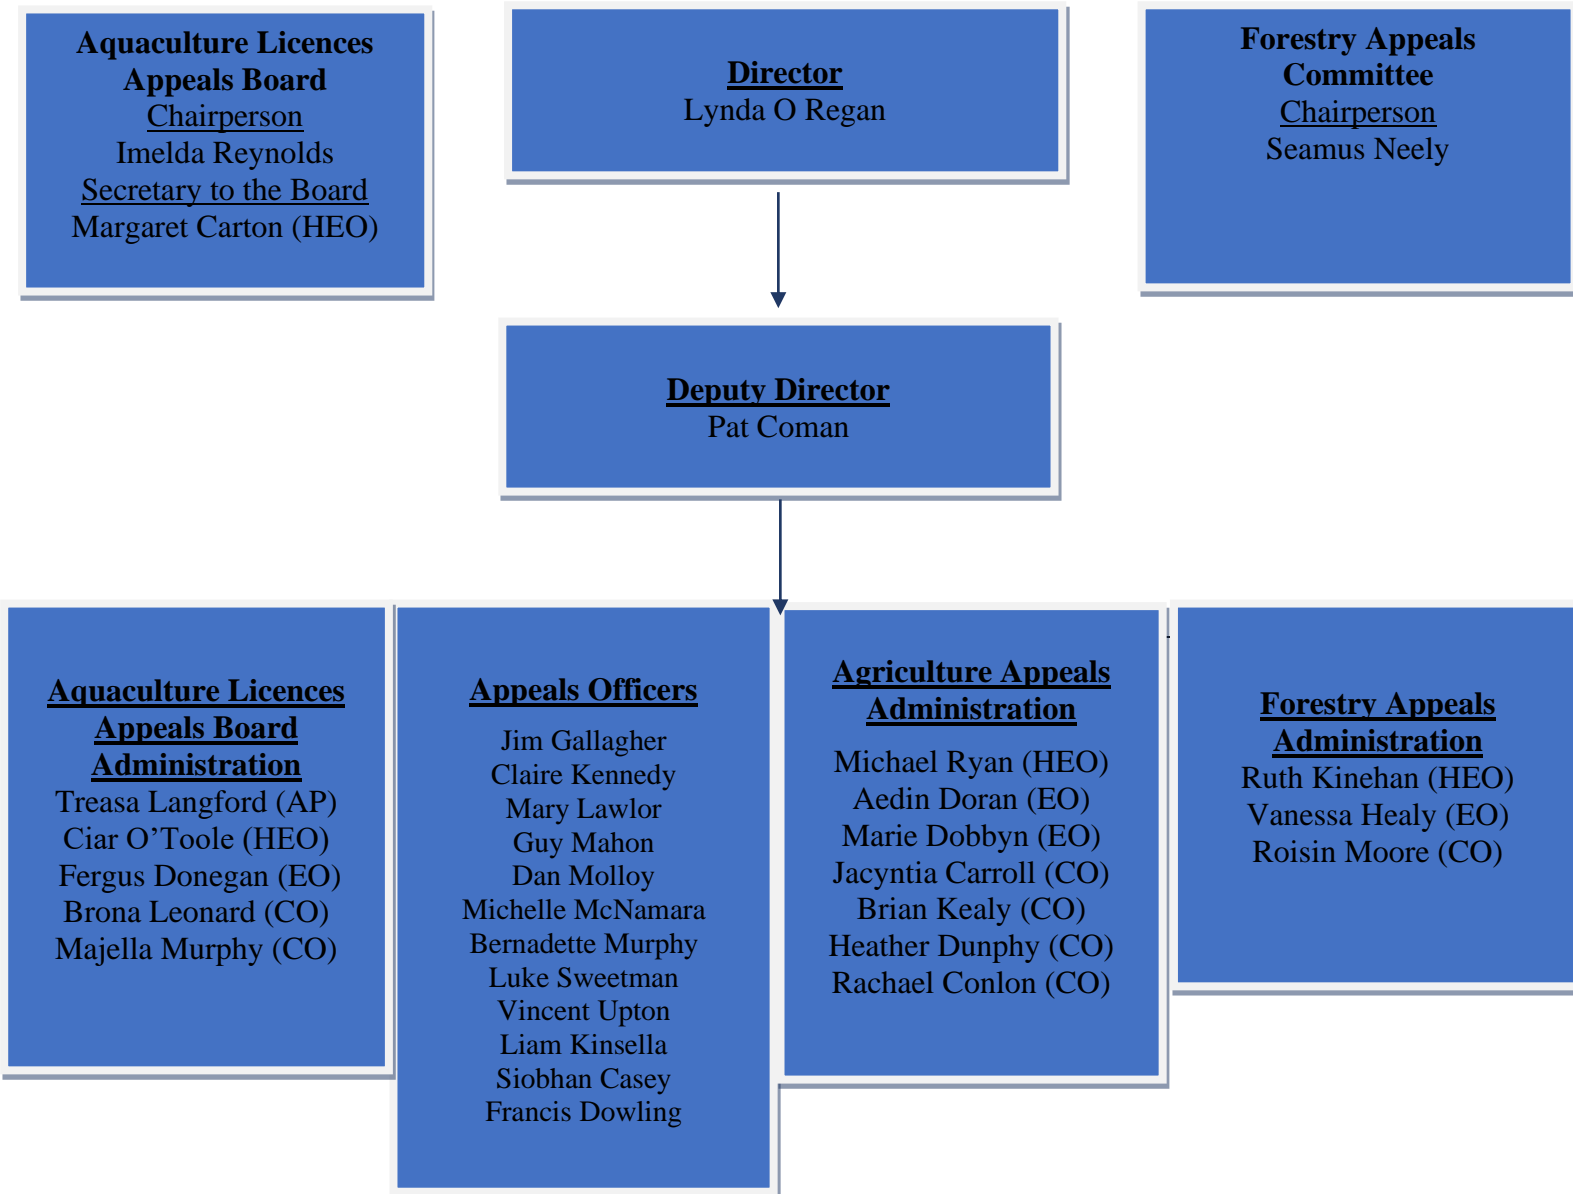 Aquaculture Licences
Appeals Board
Chairperson
Imelda Reynolds
Secretary to the Board
Margaret Carton (HEO)
Director
Lynda O Regan
Forestry Appeals
Committee
Chairperson
Seamus Neely
Deputy Director
Pat Coman
Aquaculture Licences
Appeals Board
Administration
Treasa Langford (AP)
Ciar O’Toole (HEO)
Fergus Donegan (EO)
Brona Leonard (CO)
Majella Murphy (CO)
Appeals Officers
Jim Gallagher
Claire Kennedy
Mary Lawlor
Guy Mahon
Dan Molloy
Michelle McNamara
Bernadette Murphy
Luke Sweetman
Vincent Upton
Liam Kinsella
Siobhan Casey
Francis Dowling
Agriculture Appeals
Administration
Michael Ryan (HEO)
Aedin Doran (EO)
Marie Dobbyn (EO)
Jacyntia Carroll (CO)
Brian Kealy (CO)
Heather Dunphy (CO)
Rachael Conlon (CO)
Forestry Appeals
Administration
Ruth Kinehan (HEO)
Vanessa Healy (EO)
Roisin Moore (CO)